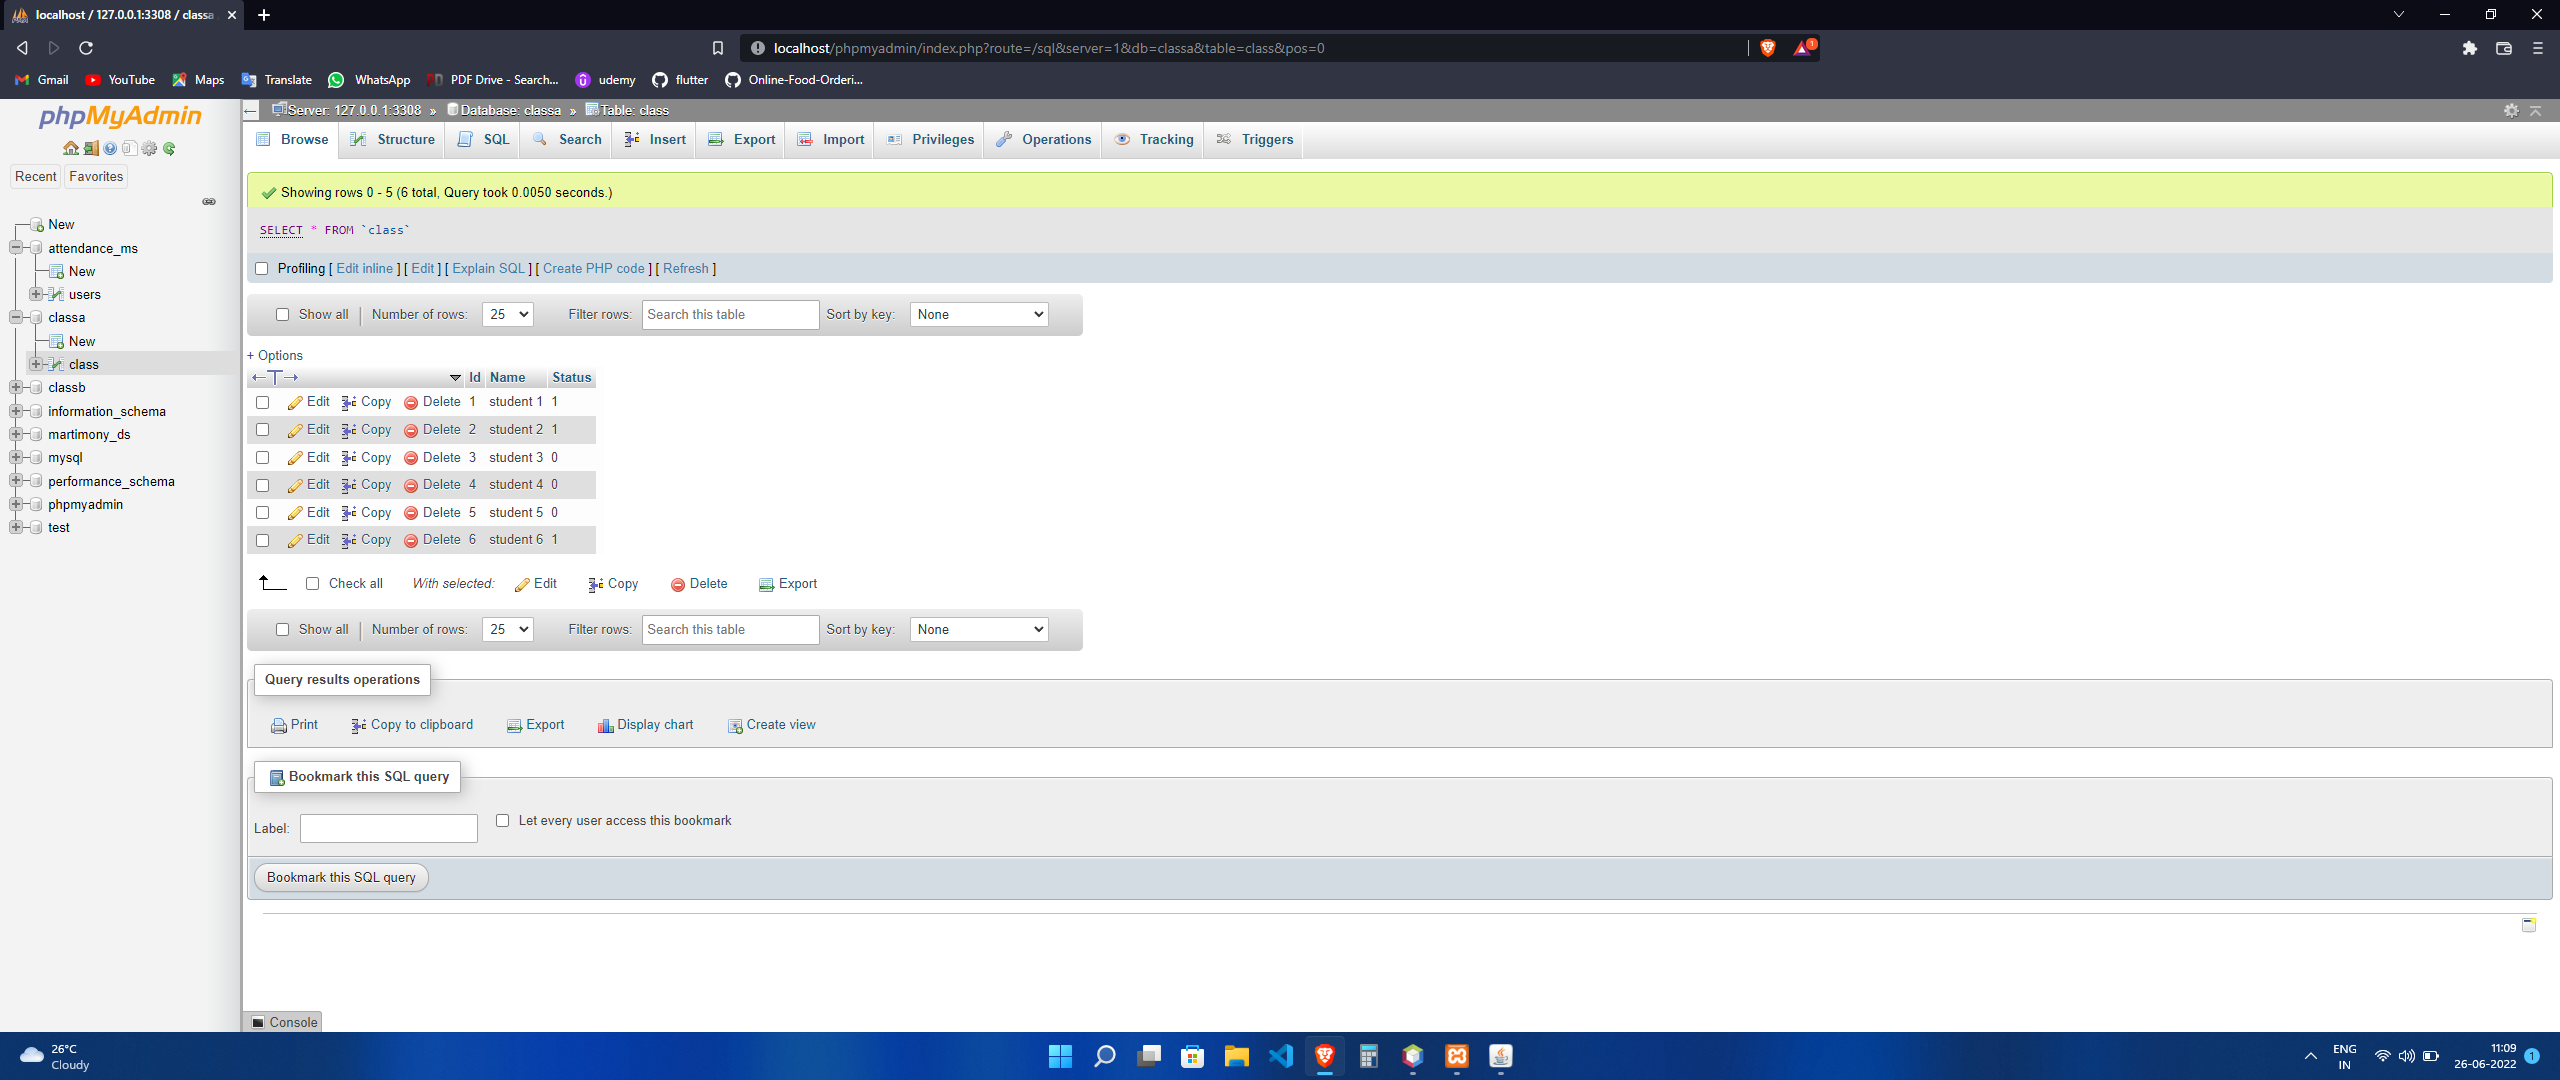 localhost / 127.0.0.1:3308 / classa
localhost/phpmyadmin/index.php?route=/sql&server=1&db=classa&table=class&pos=0
1
Gmail YouTube Maps Translate WhatsApp PDF Drive - Search... udemy flutter Online-Food-Orderi...
phpMyAdmin
Recent Favorites
New
attendance_ms
New
users
classa
New
class
classb
information_schema
martimony_ds
mysql
performance_schema
phpmyadmin
test
Server: 127.0.0.1:3308 » Database: classa » Table: class
Browse Structure SQL Search Insert Export Import Privileges Operations Tracking Triggers
Showing rows 0 - 5 (6 total, Query took 0.0050 seconds.)
SELECT * FROM `class`
Profiling [ Edit inline ] [ Edit ] [ Explain SQL ] [ Create PHP code ] [ Refresh ]
Show all Number of rows: 25 Filter rows: Search this table Sort by key: None
+ Options
Id Name Status
Edit Copy Delete 1 student 1 1
Edit Copy Delete 2 student 2 1
Edit Copy Delete 3 student 3 0
Edit Copy Delete 4 student 4 0
Edit Copy Delete 5 student 5 0
Edit Copy Delete 6 student 6 1
Check all With selected: Edit Copy Delete Export
Show all Number of rows: 25 Filter rows: Search this table Sort by key: None
Query results operations
Print Copy to clipboard Export Display chart Create view
Bookmark this SQL query
Label: Let every user access this bookmark
Bookmark this SQL query
Console
26°C
Cloudy
ENG
IN
11:09
26-06-2022
1